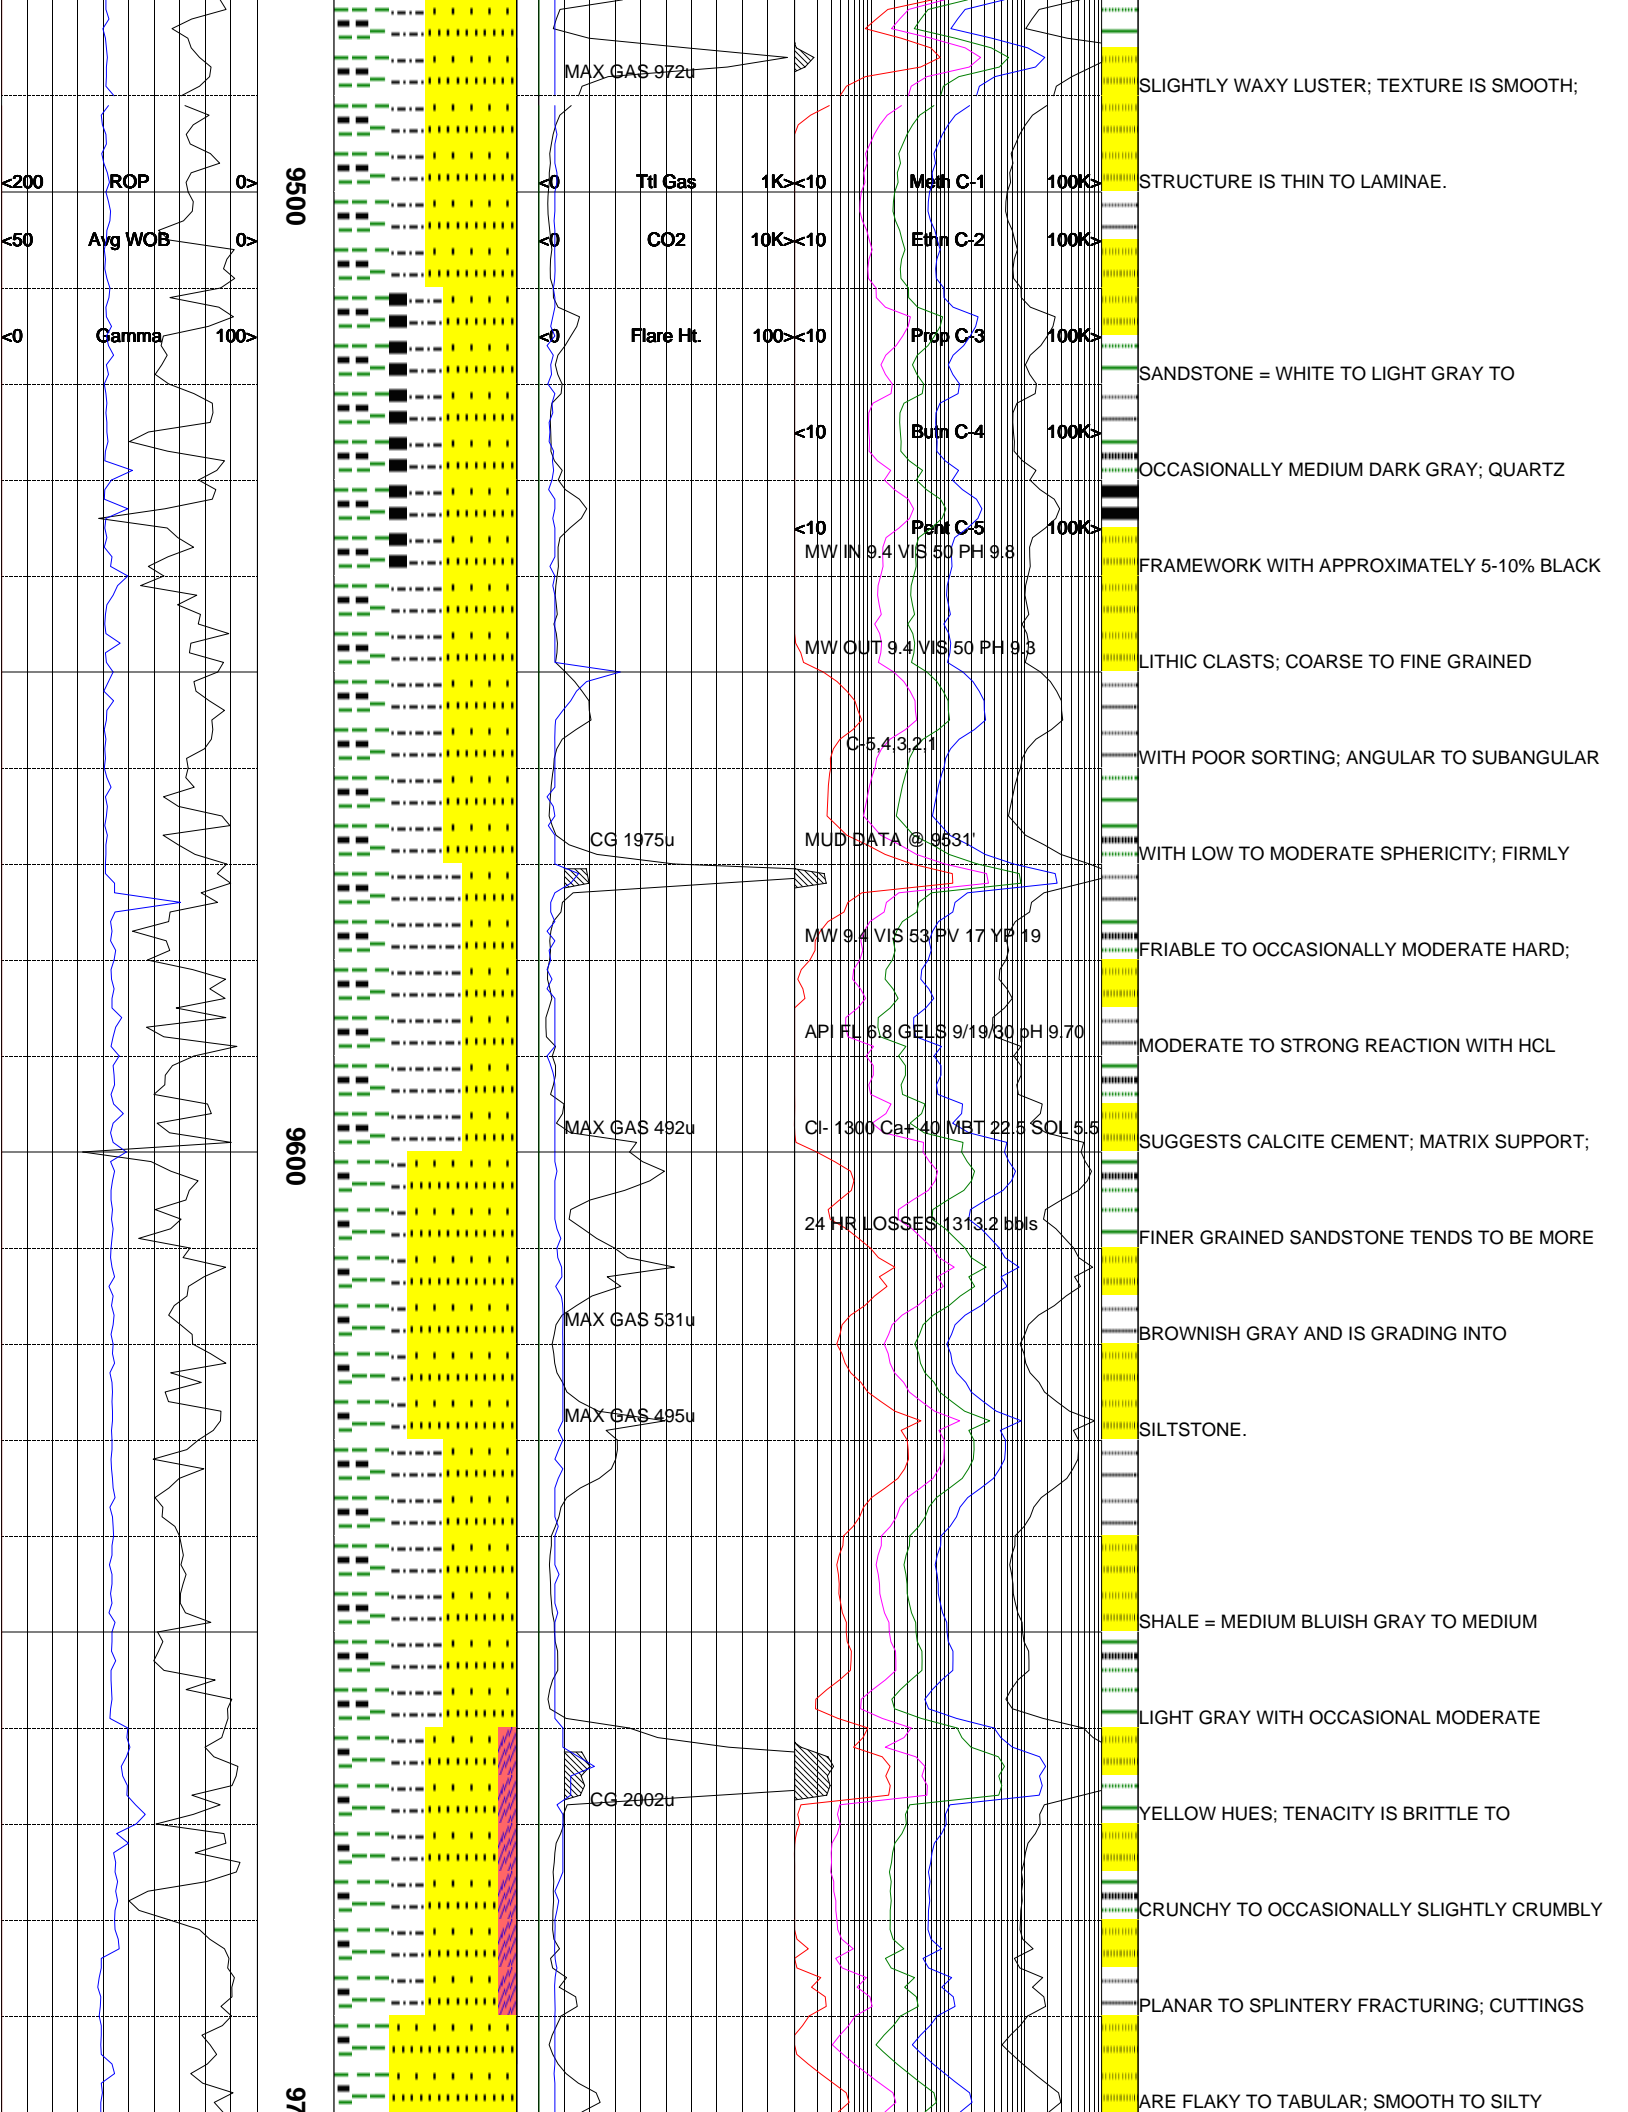 MAX GAS 972u
SLIGHTLY WAXY LUSTER; TEXTURE IS SMOOTH;
<200 ROP 0>
9500
<0 Ttl Gas 1K>
<10 Meth C-1 100K>
STRUCTURE IS THIN TO LAMINAE.
<50 Avg WOB 0>
<0 CO2 10K>
<10 Ethn C-2 100K>
<0 Gamma 100>
<0 Flare Ht. 100>
<10 Prop C-3 100K>
SANDSTONE = WHITE TO LIGHT GRAY TO
<10 Butn C-4 100K>
OCCASIONALLY MEDIUM DARK GRAY; QUARTZ
<10 Pent C-5 100K>
MW IN 9.4 VIS 50 PH 9.8
FRAMEWORK WITH APPROXIMATELY 5-10% BLACK
MW OUT 9.4 VIS 50 PH 9.3
LITHIC CLASTS; COARSE TO FINE GRAINED
C-5,4,3,2,1
WITH POOR SORTING; ANGULAR TO SUBANGULAR
CG 1975u
MUD DATA @ 9531'
WITH LOW TO MODERATE SPHERICITY; FIRMLY
MW 9.4 VIS 53 PV 17 YP 19
FRIABLE TO OCCASIONALLY MODERATE HARD;
API FL 6.8 GELS 9/19/30 pH 9.70
MODERATE TO STRONG REACTION WITH HCL
9600
MAX GAS 492u
Cl- 1300 Ca+ 40 MBT 22.5 SOL 5.5
SUGGESTS CALCITE CEMENT; MATRIX SUPPORT;
24 HR LOSSES 1313.2 bbls
FINER GRAINED SANDSTONE TENDS TO BE MORE
MAX GAS 531u
BROWNISH GRAY AND IS GRADING INTO
MAX GAS 495u
SILTSTONE.
SHALE = MEDIUM BLUISH GRAY TO MEDIUM
LIGHT GRAY WITH OCCASIONAL MODERATE
CG 2002u
YELLOW HUES; TENACITY IS BRITTLE TO
CRUNCHY TO OCCASIONALLY SLIGHTLY CRUMBLY
PLANAR TO SPLINTERY FRACTURING; CUTTINGS
97
ARE FLAKY TO TABULAR; SMOOTH TO SILTY